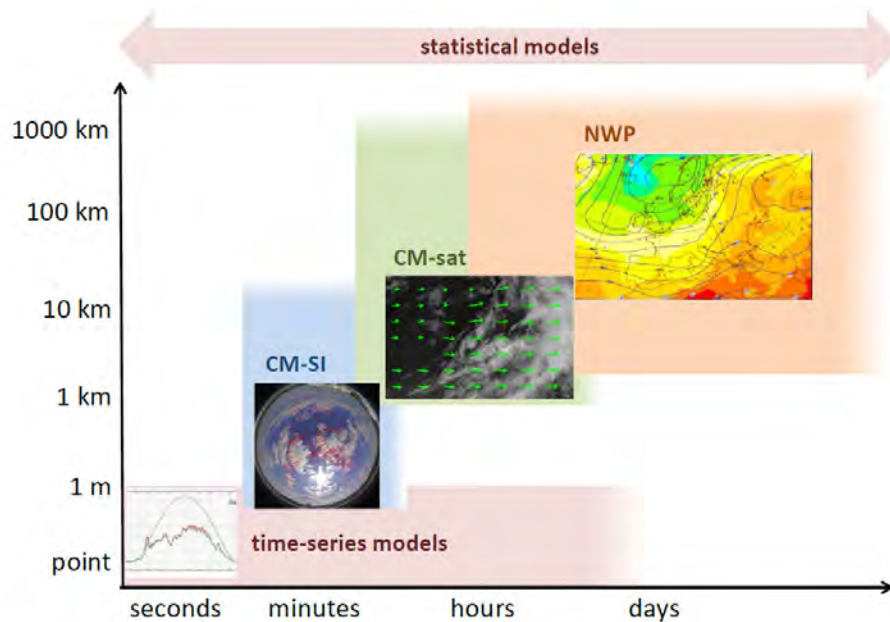 statistical models
1000 km
NWP
100 km
CM-sat
10 km
CM-SI
1 km
1 m
time-series models
point
seconds
minutes
hours
days